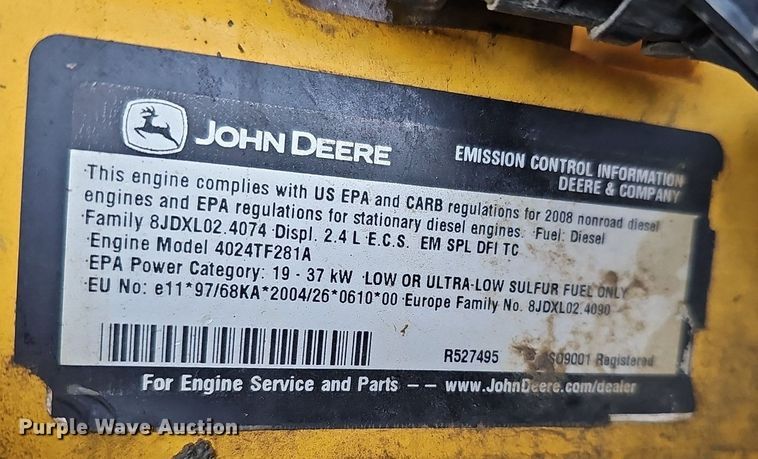 JOHN DEERE
EMISSION CONTROL INFORMATION
DEERE & COMPANY
This engine complies with US EPA and CARB regulations for 2008 nonroad diesel
engines and EPA regulations for stationary diesel engines. Fuel: Diesel
Family 8JDXL02.4074 Displ. 2.4 L E.C.S. EM SPL DFI TC
Engine Model 4024TF281A
EPA Power Category: 19 - 37 kW LOW OR ULTRA-LOW SULFUR FUEL ONLY
EU No: e11*97/68KA*2004/26*0610*00 Europe Family No. 8JDXL02.4090
R527495 ISO9001 Registered
For Engine Service and Parts -- www.JohnDeere.com/dealer
Purple Wave Auction